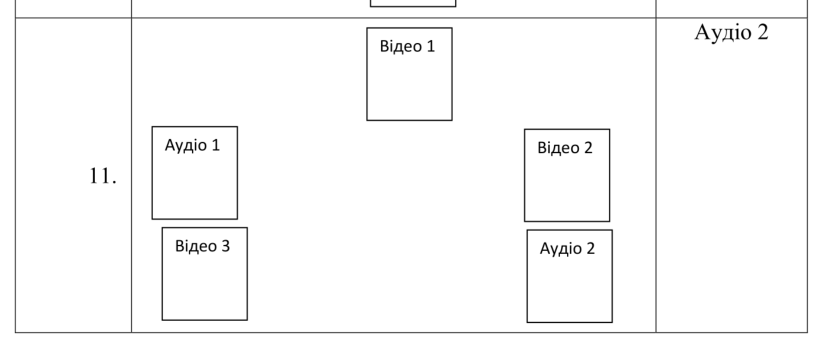 11.
Відео 1
Аудіо 1
Відео 2
Відео 3
Аудіо 2
Аудіо 2